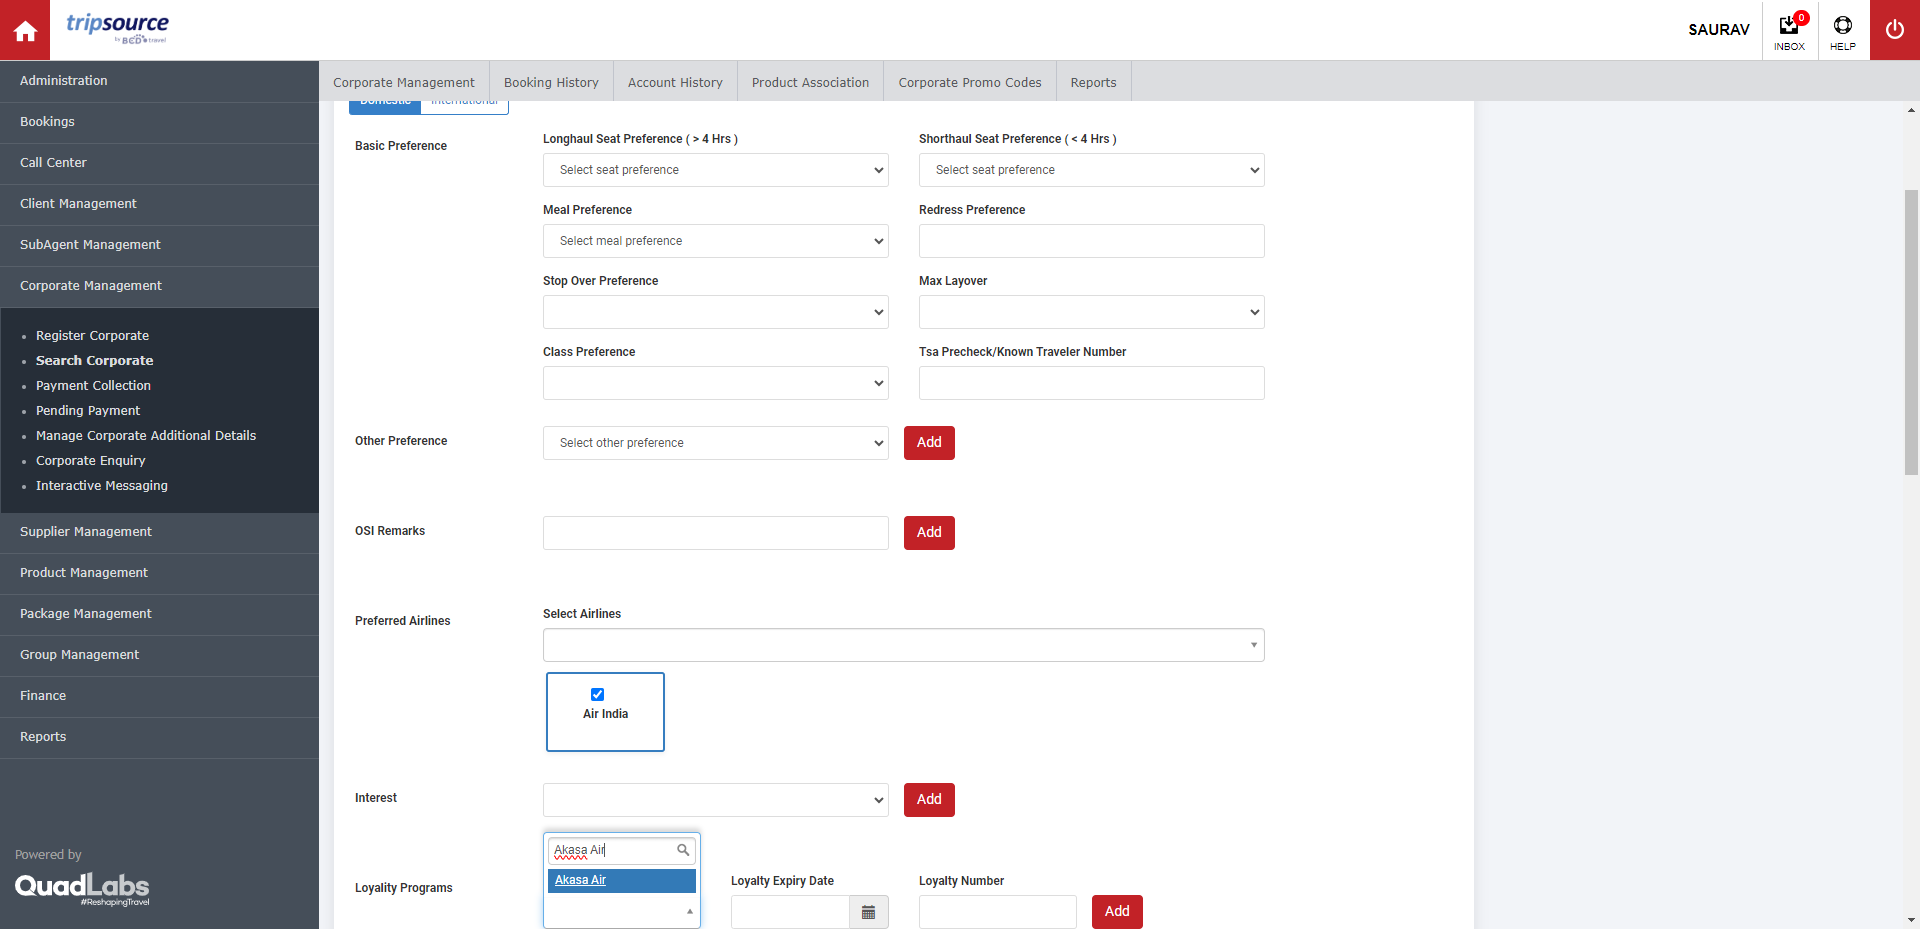 tripsource
by BCD travel
SAURAV
0
INBOX
HELP
Administration
Bookings
Call Center
Client Management
SubAgent Management
Corporate Management
Register Corporate
Search Corporate
Payment Collection
Pending Payment
Manage Corporate Additional Details
Corporate Enquiry
Interactive Messaging
Supplier Management
Product Management
Package Management
Group Management
Finance
Reports
Powered by
QuadLabs
#ReshapingTravel
Corporate Management
Booking History
Account History
Product Association
Corporate Promo Codes
Reports
Domestic
International
Basic Preference
Longhaul Seat Preference ( > 4 Hrs )
Shorthaul Seat Preference ( < 4 Hrs )
Select seat preference
Select seat preference
Meal Preference
Redress Preference
Select meal preference
Stop Over Preference
Max Layover
Class Preference
Tsa Precheck/Known Traveler Number
Other Preference
Select other preference
Add
OSI Remarks
Add
Preferred Airlines
Select Airlines
Air India
Interest
Add
Akasa Air
Akasa Air
Loyality Programs
Loyalty Expiry Date
Loyalty Number
Add